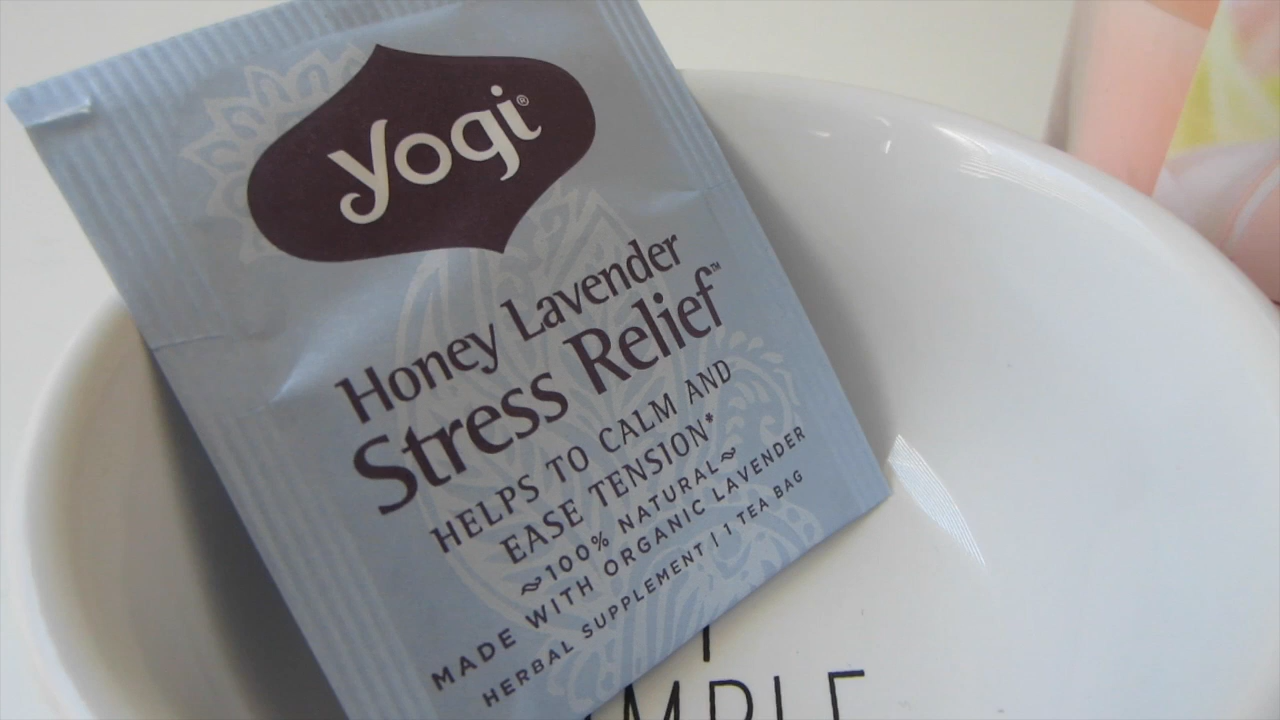 yogi®
Honey Lavender
Stress Relief™
HELPS TO CALM AND
EASE TENSION*
~100% NATURAL~
MADE WITH ORGANIC LAVENDER
HERBAL SUPPLEMENT | 1 TEA BAG